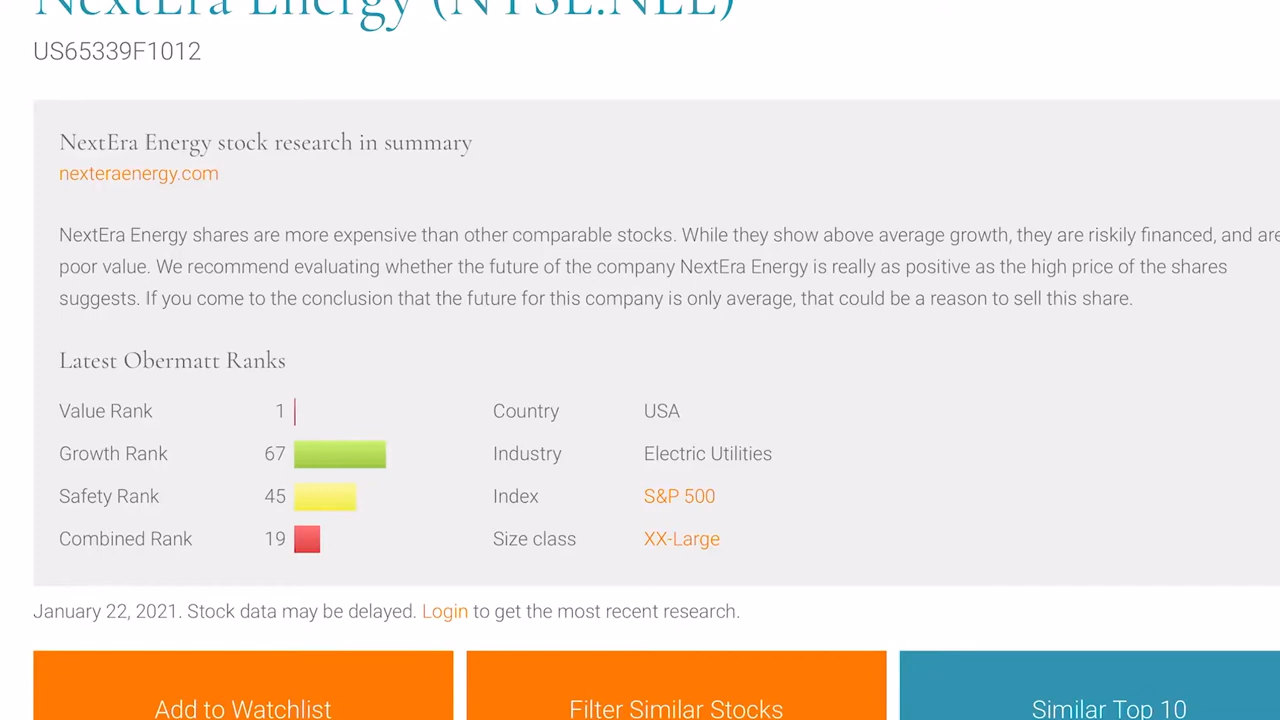 NextEra Energy (NYSE:NEE)
US65339F1012
NextEra Energy stock research in summary
nexteraenergy.com
NextEra Energy shares are more expensive than other comparable stocks. While they show above average growth, they are riskily financed, and are
poor value. We recommend evaluating whether the future of the company NextEra Energy is really as positive as the high price of the shares
suggests. If you come to the conclusion that the future for this company is only average, that could be a reason to sell this share.
Latest Obermatt Ranks
Value Rank 1 Country USA
Growth Rank 67 Industry Electric Utilities
Safety Rank 45 Index S&P 500
Combined Rank 19 Size class XX-Large
January 22, 2021. Stock data may be delayed. Login to get the most recent research.
Add to Watchlist Filter Similar Stocks Similar Top 10